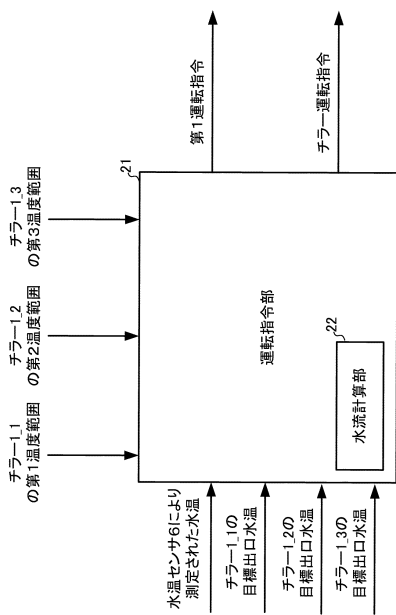 チラー1_1
の第1温度範囲
チラー1_2
の第2温度範囲
チラー1_3
の第3温度範囲
21
水温センサ6により
測定された水温
チラー1_1の
目標出口水温
チラー1_2の
目標出口水温
チラー1_3の
目標出口水温
運転指令部
22
水流計算部
第1運転指令
チラー運転指令